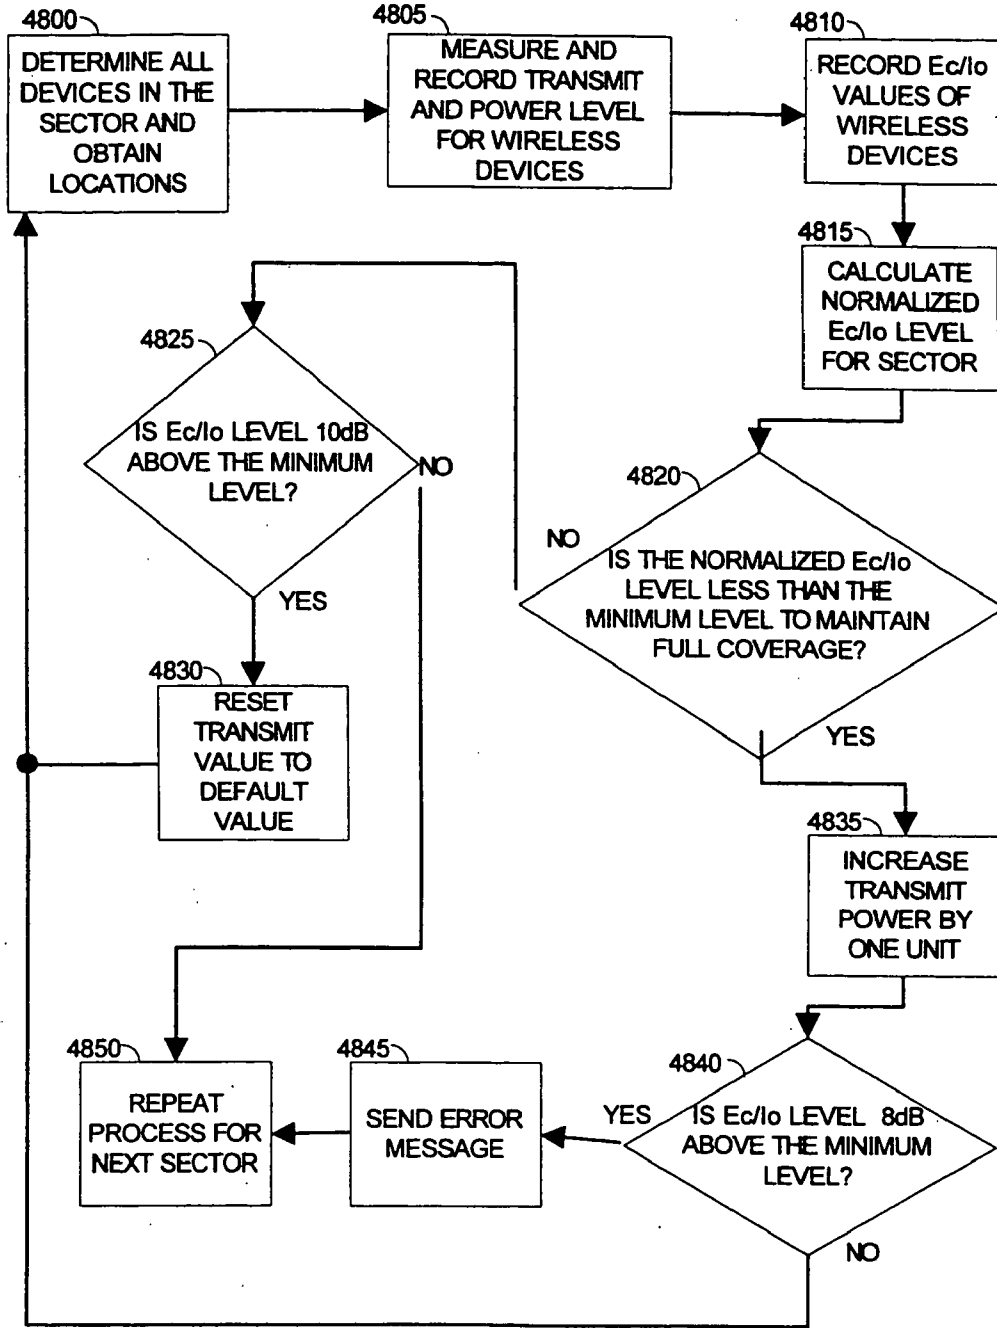 4800
DETERMINE ALL
DEVICES IN THE
SECTOR AND
OBTAIN
LOCATIONS
4805
MEASURE AND
RECORD TRANSMIT
AND POWER LEVEL
FOR WIRELESS
DEVICES
4810
RECORD Ec/Io
VALUES OF
WIRELESS
DEVICES
4815
CALCULATE
NORMALIZED
Ec/Io LEVEL
FOR SECTOR
4820
IS THE NORMALIZED Ec/Io
LEVEL LESS THAN THE
MINIMUM LEVEL TO MAINTAIN
FULL COVERAGE?
NO
YES
4825
IS Ec/Io LEVEL 10dB
ABOVE THE MINIMUM
LEVEL?
NO
YES
4830
RESET
TRANSMIT
VALUE TO
DEFAULT
VALUE
4835
INCREASE
TRANSMIT
POWER BY
ONE UNIT
4840
IS Ec/Io LEVEL 8dB
ABOVE THE MINIMUM
LEVEL?
YES
NO
4845
SEND ERROR
MESSAGE
4850
REPEAT
PROCESS FOR
NEXT SECTOR